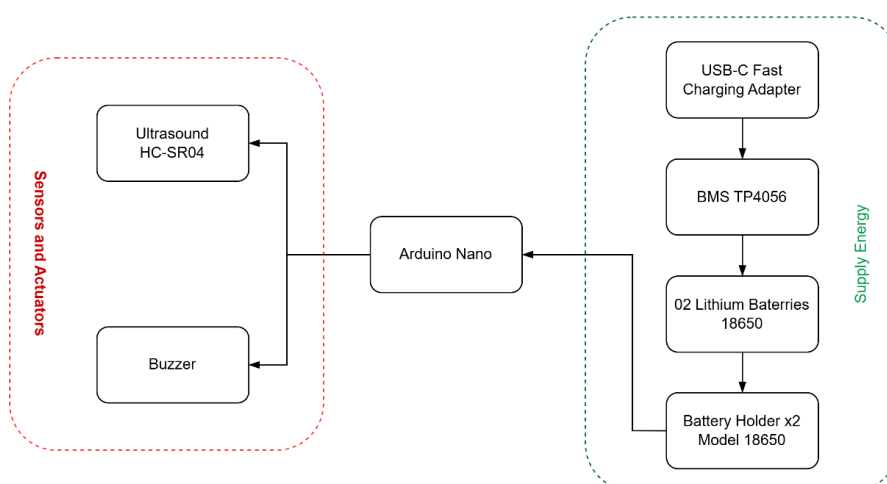 Sensors and Actuators
Ultrasound
HC-SR04
Buzzer
Arduino Nano
USB-C Fast
Charging Adapter
BMS TP4056
02 Lithium Baterries
18650
Battery Holder x2
Model 18650
Supply Energy